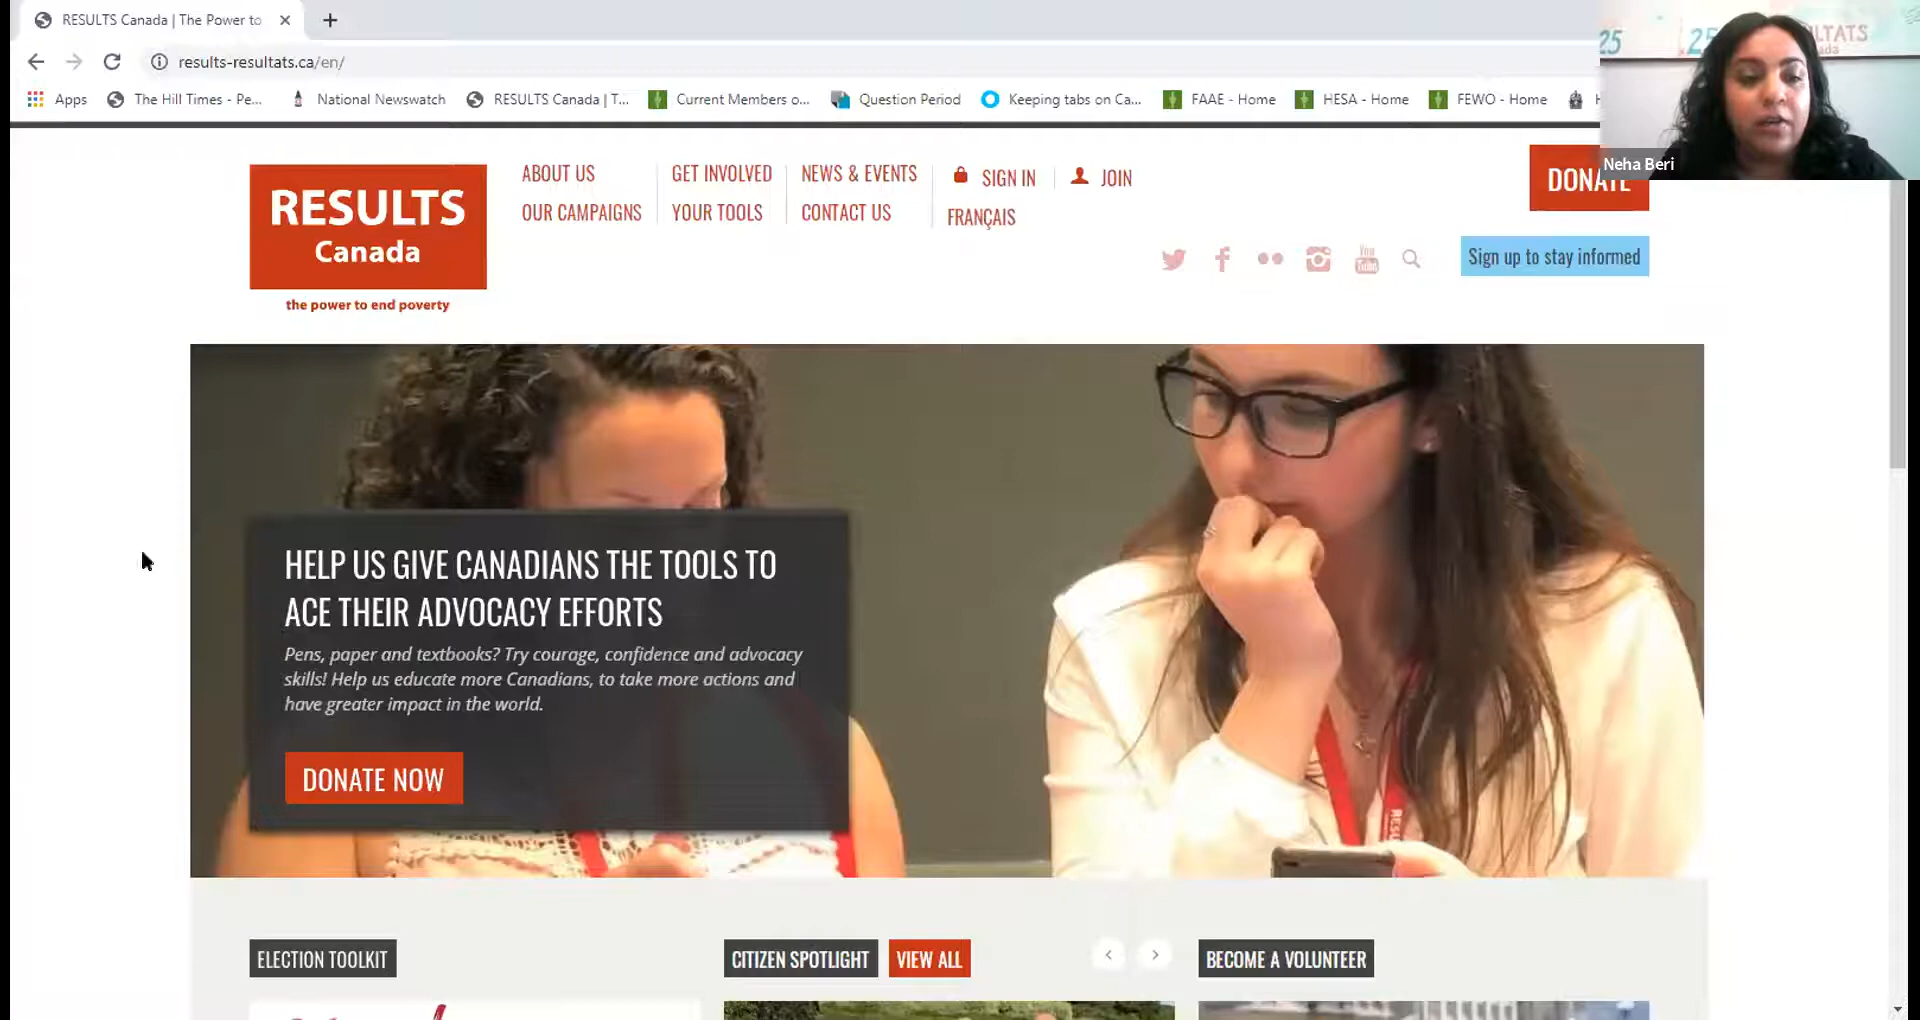 RESULTS Canada | The Power to
results-resultats.ca/en/
Apps
The Hill Times - Pe...
National Newswatch
RESULTS Canada | T...
Current Members o...
Question Period
Keeping tabs on Ca...
FAAE - Home
HESA - Home
FEWO - Home
25
25
Neha Beri
RESULTS
Canada
the power to end poverty
ABOUT US
GET INVOLVED
NEWS & EVENTS
SIGN IN
JOIN
OUR CAMPAIGNS
YOUR TOOLS
CONTACT US
FRANÇAIS
DONATE
You
Tube
Sign up to stay informed
HELP US GIVE CANADIANS THE TOOLS TO
ACE THEIR ADVOCACY EFFORTS
Pens, paper and textbooks? Try courage, confidence and advocacy
skills! Help us educate more Canadians, to take more actions and
have greater impact in the world.
DONATE NOW
ELECTION TOOLKIT
CITIZEN SPOTLIGHT
VIEW ALL
BECOME A VOLUNTEER